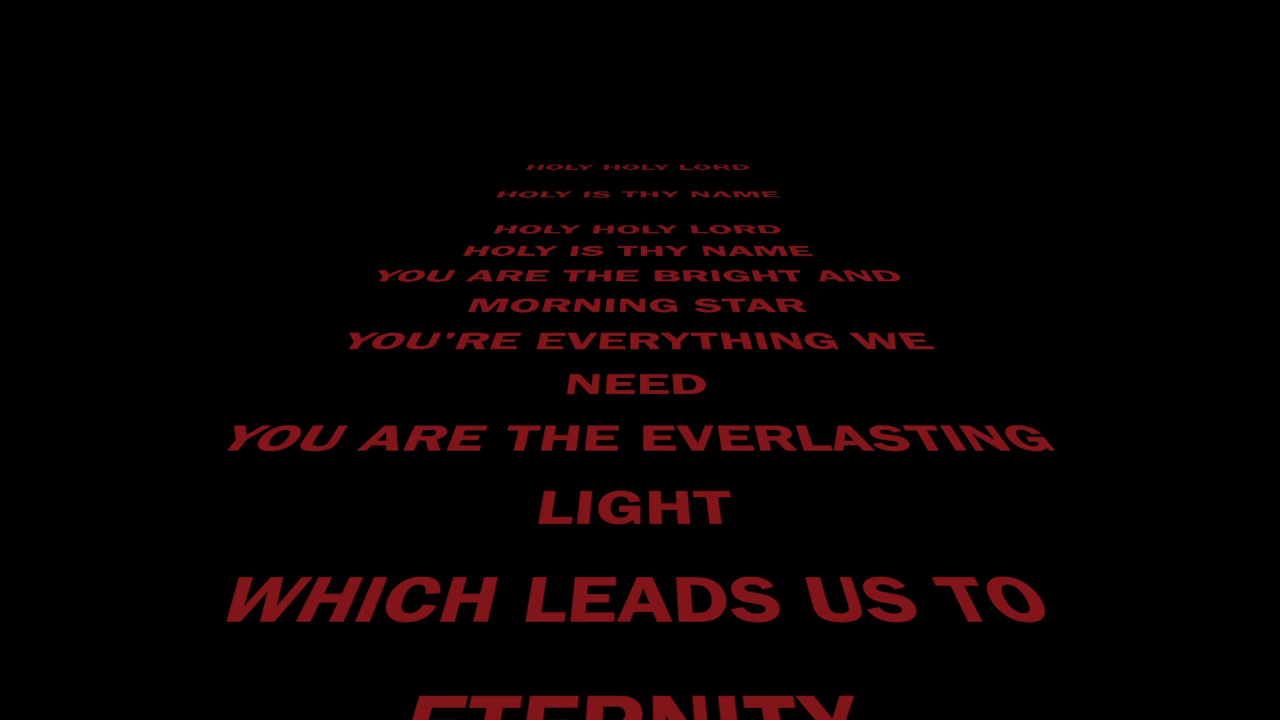 HOLY HOLY LORD
HOLY IS THY NAME
HOLY HOLY LORD
HOLY IS THY NAME
YOU ARE THE BRIGHT AND
MORNING STAR
YOU'RE EVERYTHING WE
NEED
YOU ARE THE EVERLASTING
LIGHT
WHICH LEADS US TO
ETERNITY